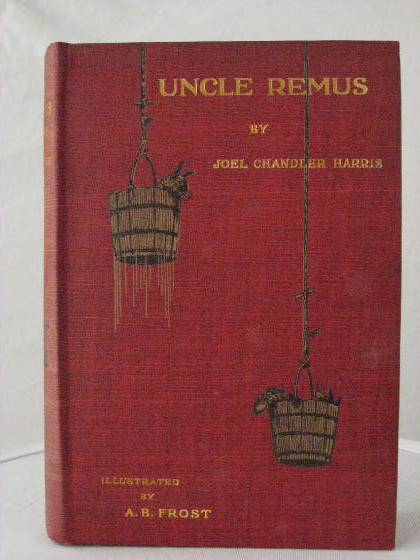 UNCLE REMUS
BY
JOEL CHANDLER HARRIS
ILLUSTRATED
BY
A. B. FROST